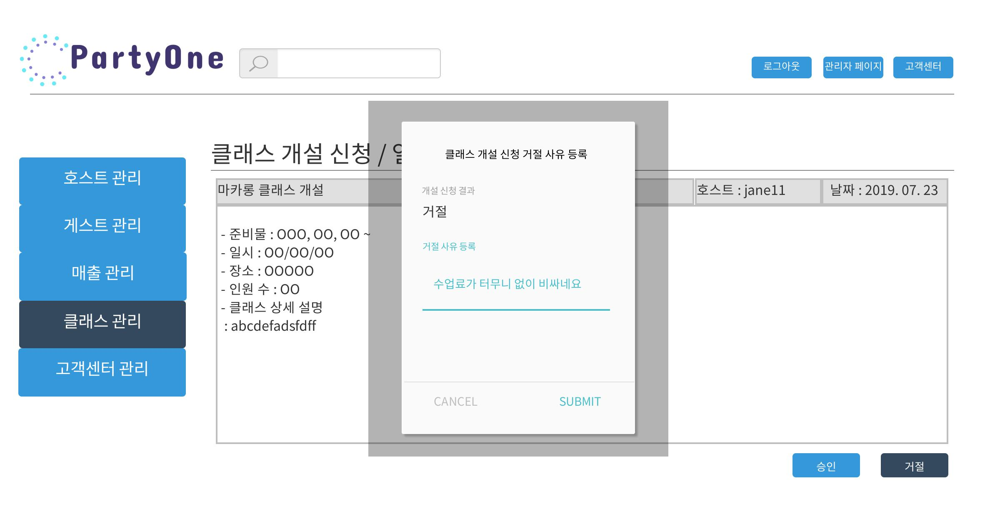 PartyOne
로그아웃
관리자 페이지
고객센터
호스트 관리
게스트 관리
매출 관리
클래스 관리
고객센터 관리
클래스 개설 신청 /
마카롱 클래스 개설
호스트 : jane11
날짜 : 2019. 07. 23
- 준비물 : OOO, OO, OO ~
- 일시 : OO/OO/OO
- 장소 : OOOOO
- 인원 수 : OO
- 클래스 상세 설명
: abcdefadsfdff
클래스 개설 신청 거절 사유 등록
개설 신청 결과
거절
거절 사유 등록
수업료가 터무니 없이 비싸네요
CANCEL
SUBMIT
승인
거절